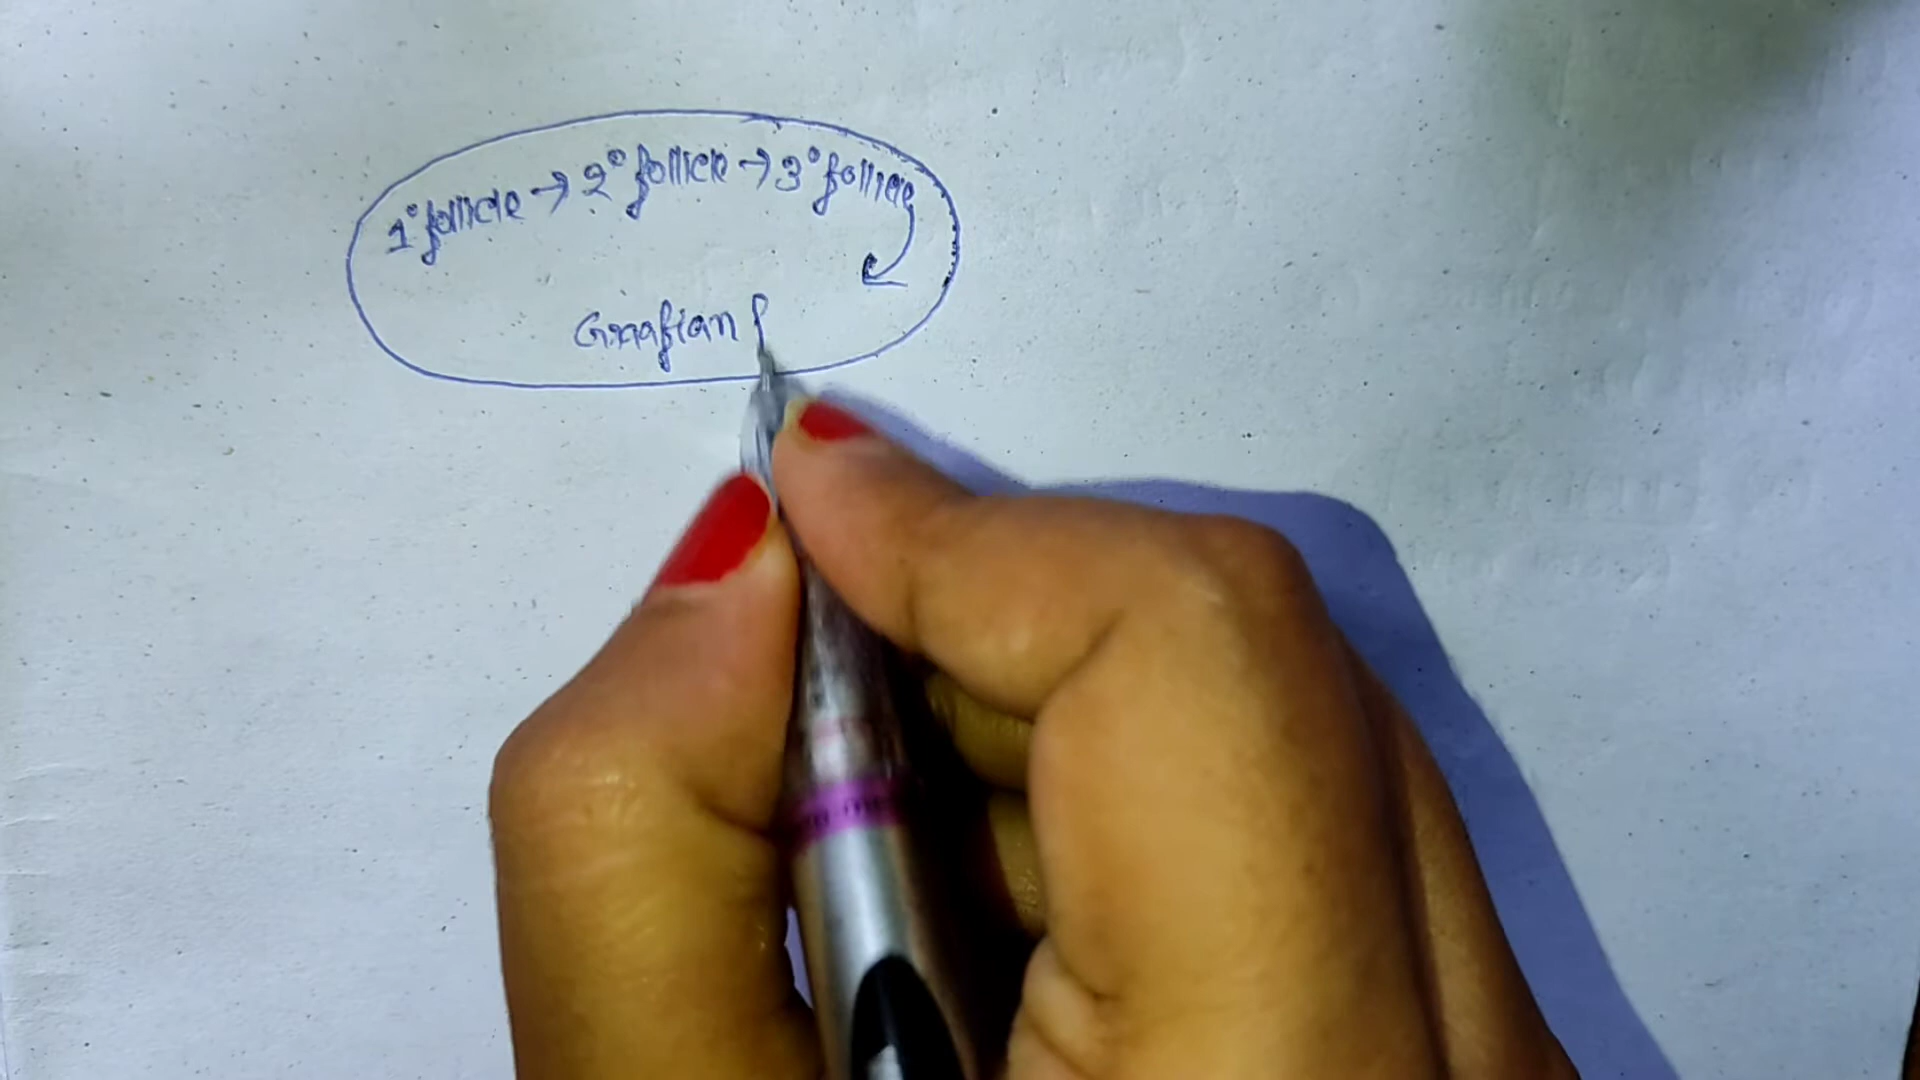 1° follicle → 2° follicle → 3° follicle
Graafian f